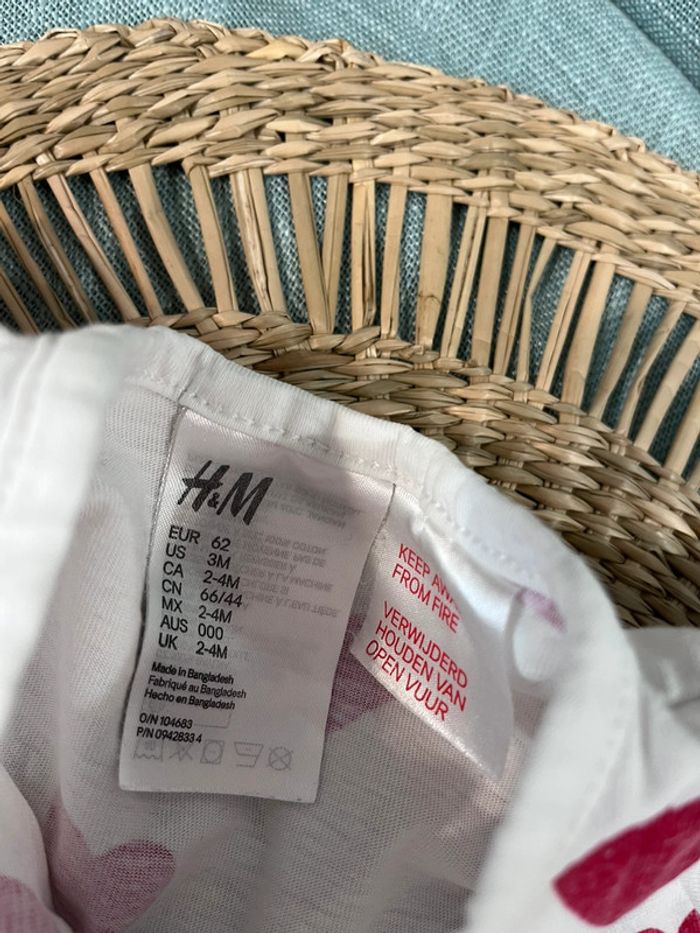 H&M
EUR 62
US 3M
CA 2-4M
CN 66/44
MX 2-4M
AUS 000
UK 2-4M
Made in Bangladesh
Fabriqué au Bangladesh
Hecho en Bangladesh
O/N 104683
P/N 0942833 4
KEEP AWA
FROM FIRE
VERWIJDERD
HOUDEN VAN
OPEN VUUR